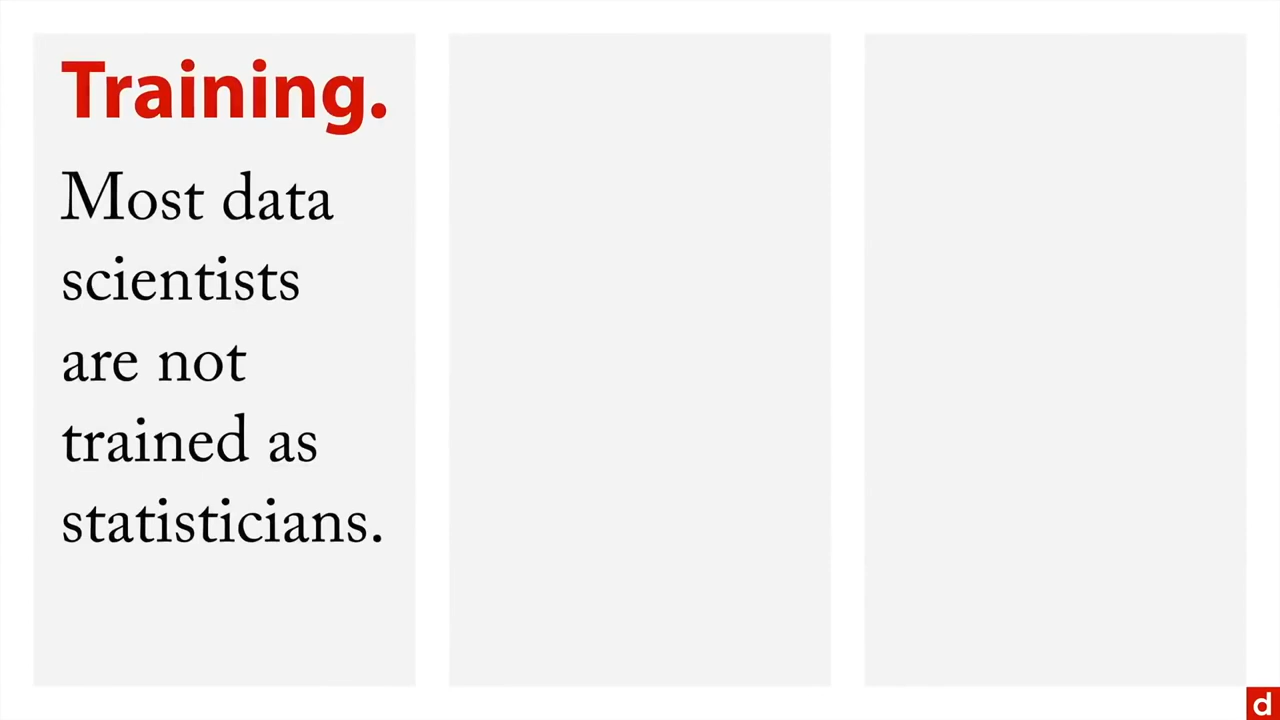 Training.
Most data
scientists
are not
trained as
statisticians.
d